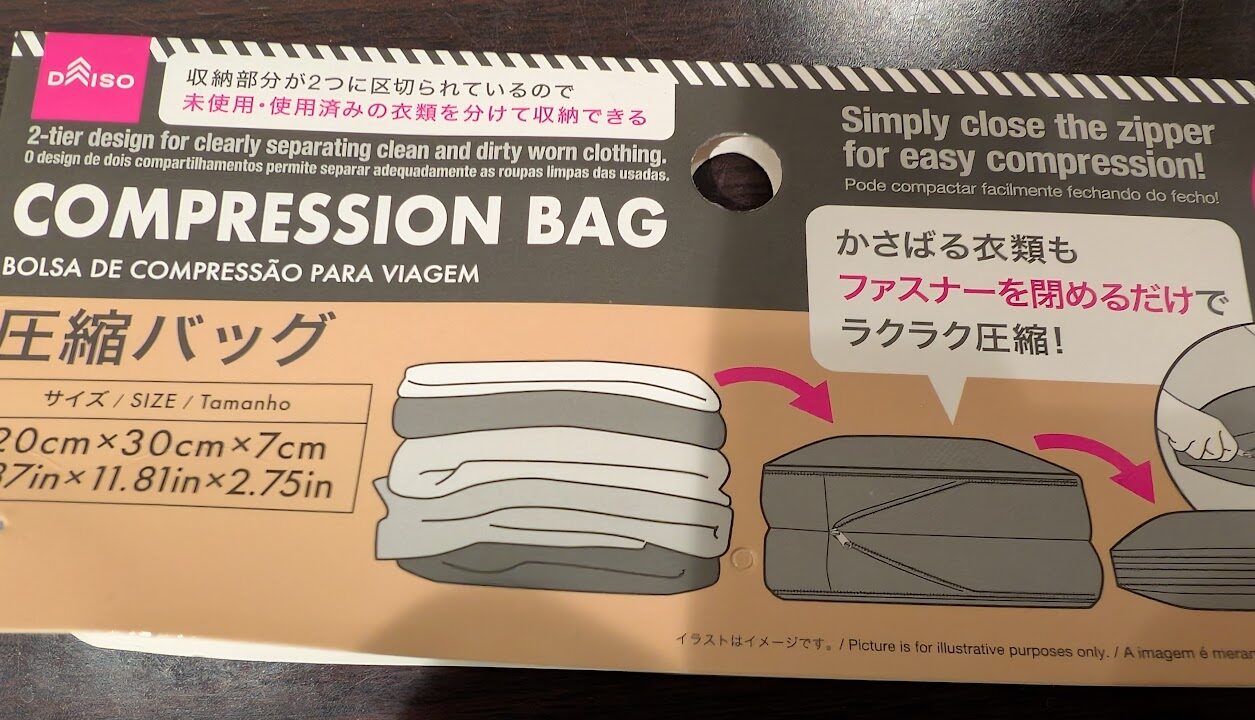 DAISO
収納部分が2つに区切られているので
未使用・使用済みの衣類を分けて収納できる
2-tier design for clearly separating clean and dirty worn clothing.
O design de dois compartilhamentos permite separar adequadamente as roupas limpas das usadas.
COMPRESSION BAG
BOLSA DE COMPRESSÃO PARA VIAGEM
圧縮バッグ
サイズ / SIZE / Tamanho
20cm×30cm×7cm
87in×11.81in×2.75in
Simply close the zipper
for easy compression!
Pode compactar facilmente fechando do fecho!
かさばる衣類も
ファスナーを閉めるだけで
ラクラク圧縮!
イラストはイメージです。/ Picture is for illustrative purposes only. / A imagem é